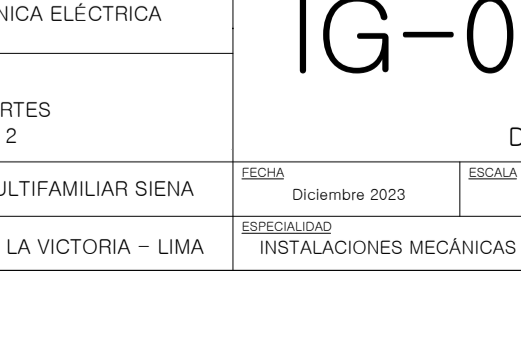 NICA ELÉCTRICA
IG-0
RTES
2
D
ULTIFAMILIAR SIENA
FECHA
Diciembre 2023
ESCALA
LA VICTORIA - LIMA
ESPECIALIDAD
INSTALACIONES MECÁNICAS